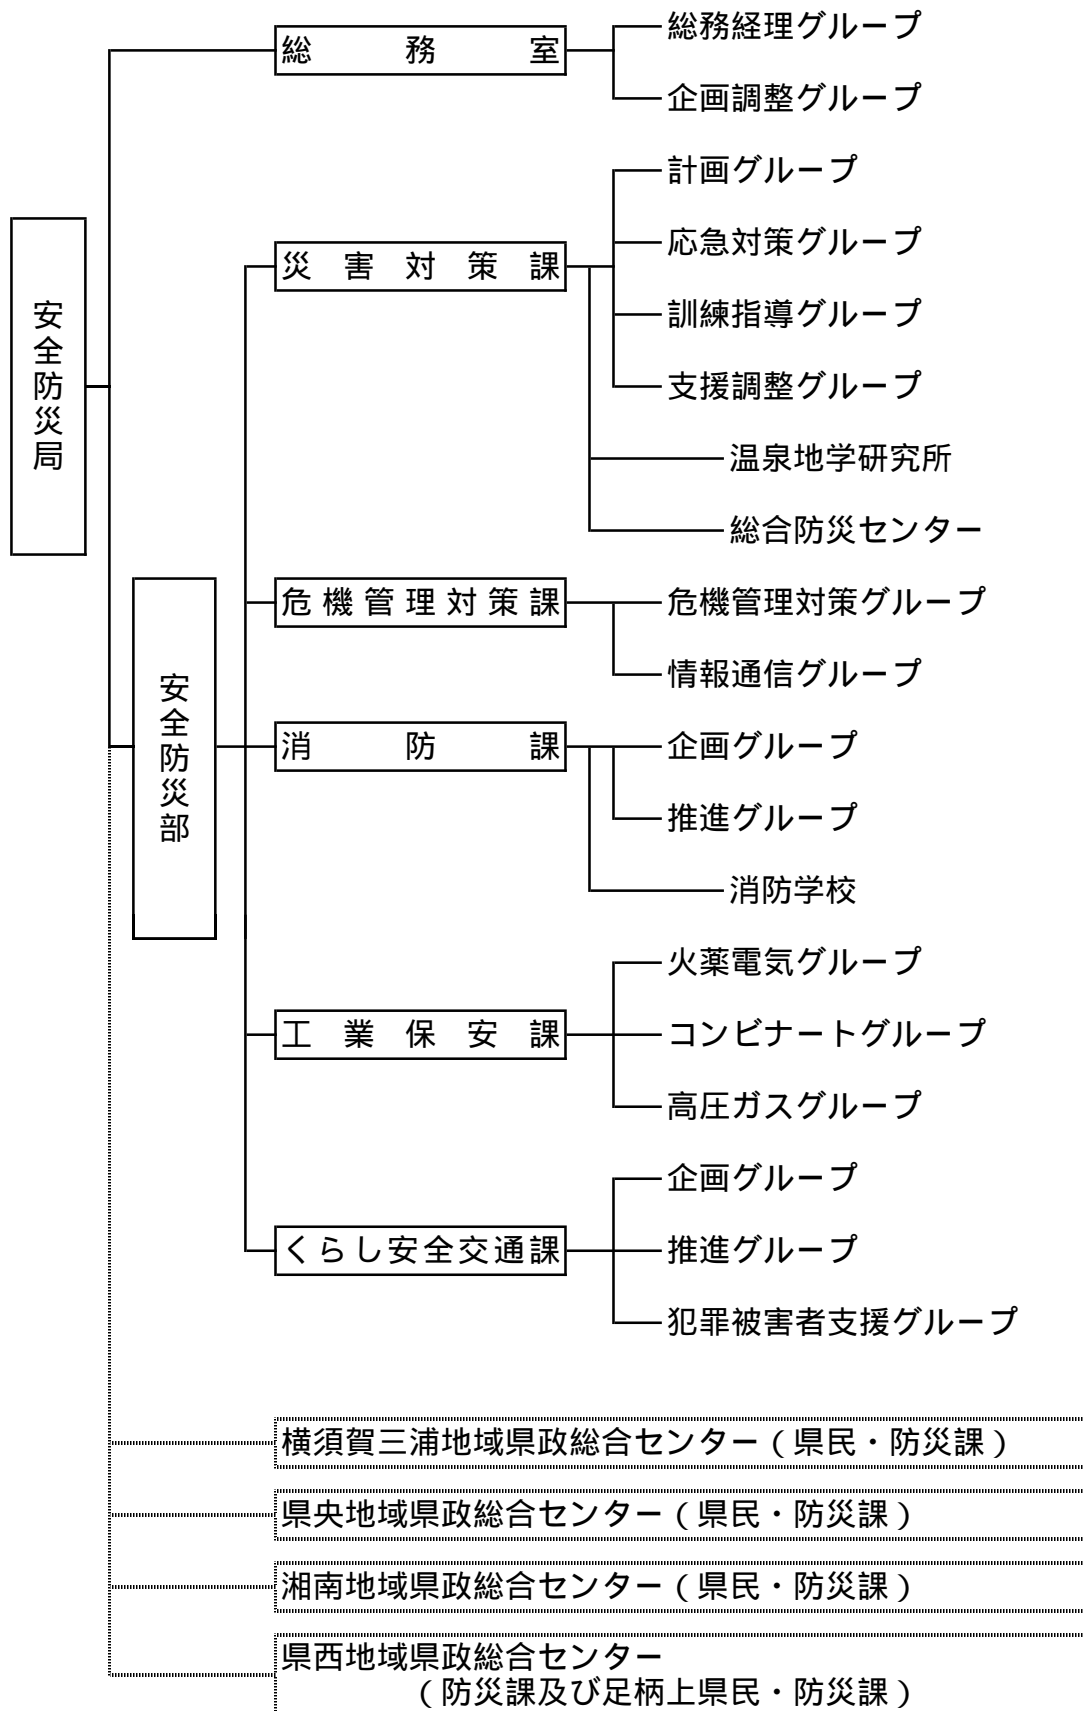 総務経理グループ
総務室
企画調整グループ
計画グループ
応急対策グループ
災害対策課
訓練指導グループ
安全防災局
支援調整グループ
温泉地学研究所
総合防災センター
危機管理対策課
危機管理対策グループ
情報通信グループ
安全防災部
消防課
企画グループ
推進グループ
消防学校
火薬電気グループ
工業保安課
コンビナートグループ
高圧ガスグループ
企画グループ
くらし安全交通課
推進グループ
犯罪被害者支援グループ
横須賀三浦地域県政総合センター（県民・防災課）
県央地域県政総合センター（県民・防災課）
湘南地域県政総合センター（県民・防災課）
県西地域県政総合センター
（防災課及び足柄上県民・防災課）